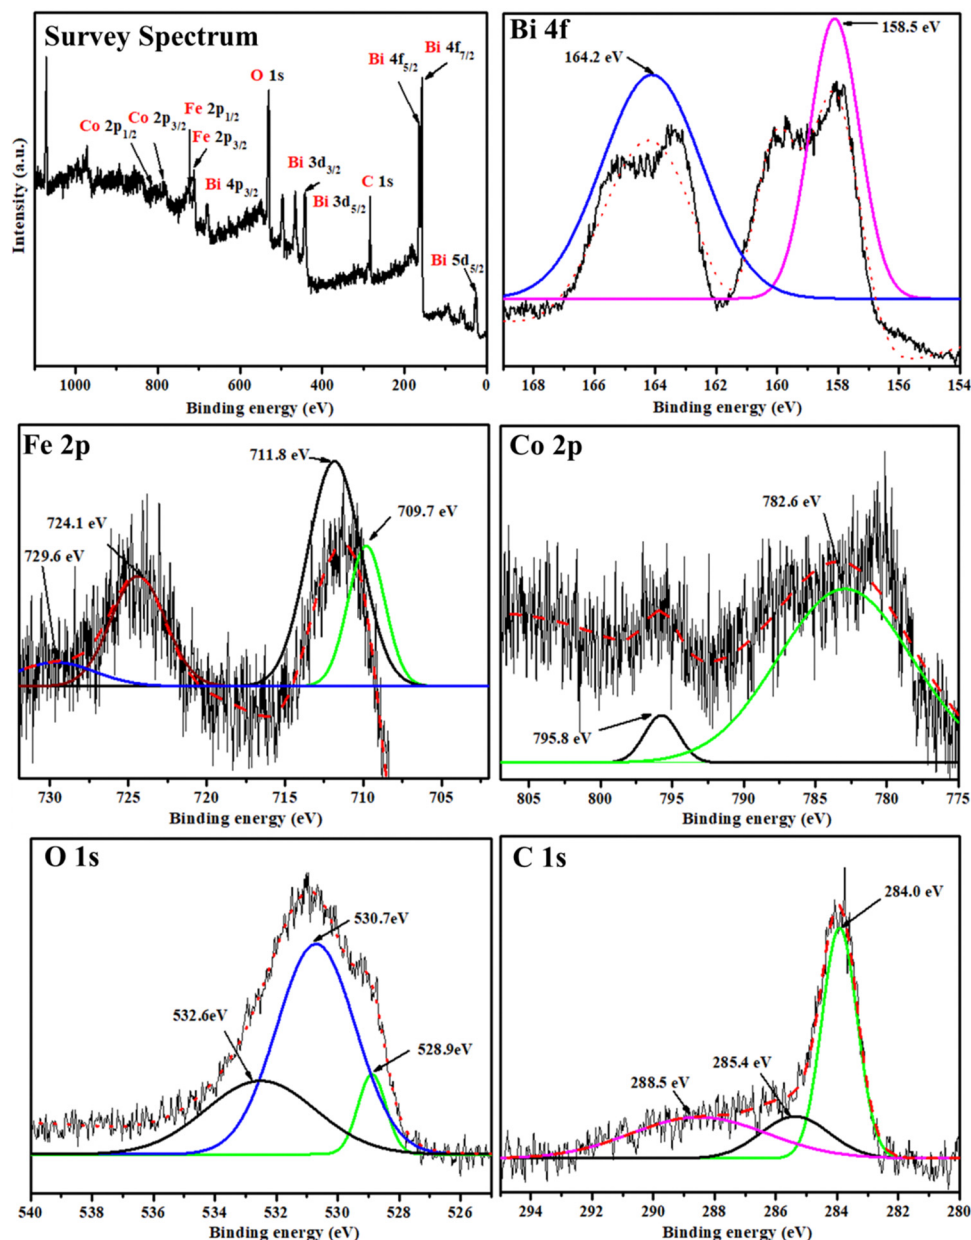 Survey Spectrum
Bi 4f7/2
Bi 4f5/2
O 1s
Fe 2p1/2
Co 2p3/2
Co 2p1/2
Fe 2p3/2
Bi 3d3/2
Bi 4p3/2
C 1s
Bi 3d5/2
Bi 5d5/2
Intensity (a.u.)
1000 800 600 400 200 0
Binding energy (eV)
Bi 4f
158.5 eV
164.2 eV
168 166 164 162 160 158 156 154
Binding energy (eV)
Fe 2p
711.8 eV
709.7 eV
724.1 eV
729.6 eV
730 725 720 715 710 705
Binding energy (eV)
Co 2p
782.6 eV
795.8 eV
805 800 795 790 785 780 775
Binding energy (eV)
O 1s
530.7eV
532.6eV
528.9eV
540 538 536 534 532 530 528 526
Binding energy (eV)
C 1s
284.0 eV
285.4 eV
288.5 eV
294 292 290 288 286 284 282 280
Binding energy (eV)